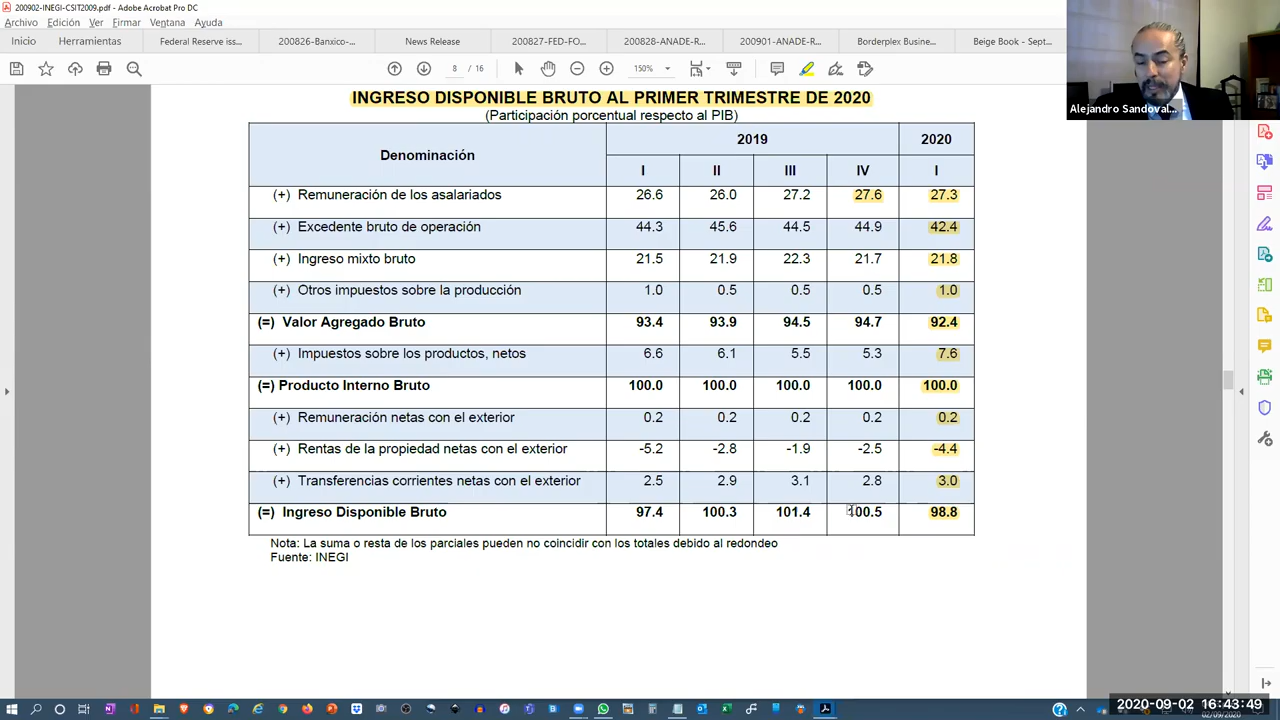 200902-INEGI-CSIT2009.pdf - Adobe Acrobat Pro DC
Archivo Edición Ver Firmar Ventana Ayuda
Inicio Herramientas Federal Reserve iss... 200826-Banxico-... News Release 200827-FED-FO... 200828-ANADE-R... 200901-ANADE-R... Borderplex Busine... Beige Book - Sept...
8 / 16 150%
Alejandro Sandoval...
INGRESO DISPONIBLE BRUTO AL PRIMER TRIMESTRE DE 2020
(Participación porcentual respecto al PIB)
Denominación 2019 2020
I II III IV I
(+) Remuneración de los asalariados 26.6 26.0 27.2 27.6 27.3
(+) Excedente bruto de operación 44.3 45.6 44.5 44.9 42.4
(+) Ingreso mixto bruto 21.5 21.9 22.3 21.7 21.8
(+) Otros impuestos sobre la producción 1.0 0.5 0.5 0.5 1.0
(=) Valor Agregado Bruto 93.4 93.9 94.5 94.7 92.4
(+) Impuestos sobre los productos, netos 6.6 6.1 5.5 5.3 7.6
(=) Producto Interno Bruto 100.0 100.0 100.0 100.0 100.0
(+) Remuneración netas con el exterior 0.2 0.2 0.2 0.2 0.2
(+) Rentas de la propiedad netas con el exterior -5.2 -2.8 -1.9 -2.5 -4.4
(+) Transferencias corrientes netas con el exterior 2.5 2.9 3.1 2.8 3.0
(=) Ingreso Disponible Bruto 97.4 100.3 101.4 100.5 98.8
Nota: La suma o resta de los parciales pueden no coincidir con los totales debido al redondeo
Fuente: INEGI
2020-09-02 16:43:49
02/09/2020